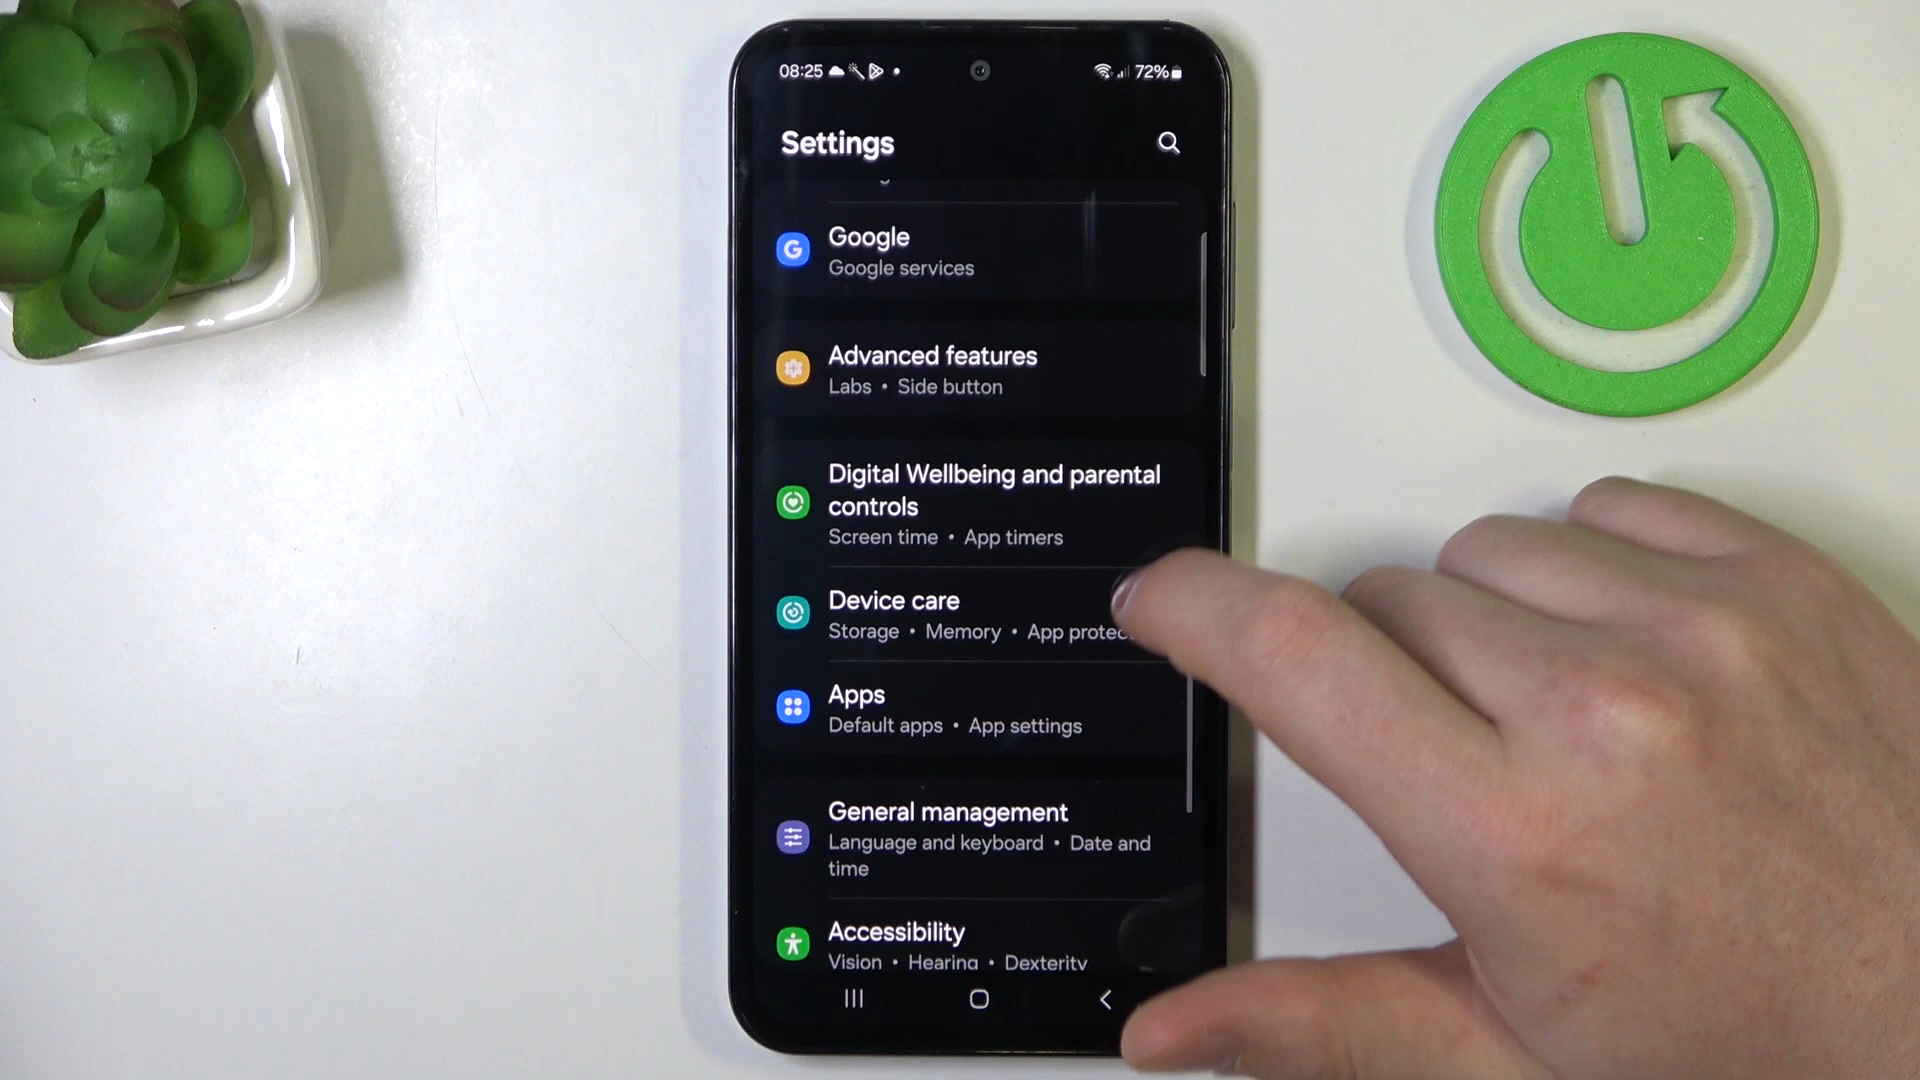 08:25
72%
Settings
Google
Google services
Advanced features
Labs • Side button
Digital Wellbeing and parental
controls
Screen time • App timers
Device care
Storage • Memory • App protec
Apps
Default apps • App settings
General management
Language and keyboard • Date and
time
Accessibility
Vision • Hearing • Dexterity